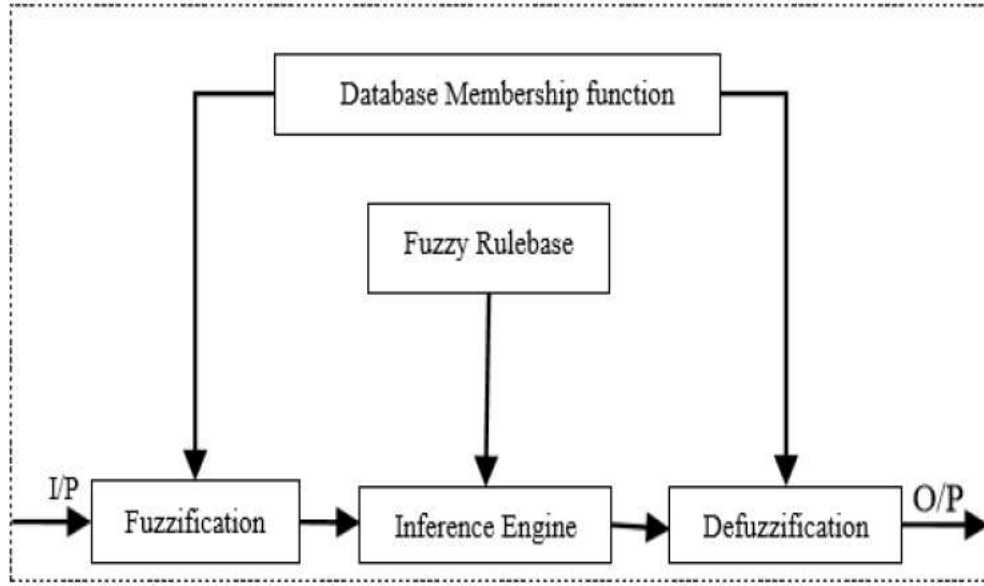 Database Membership function
Fuzzy Rulebase
I/P
Fuzzification
Inference Engine
Defuzzification
O/P